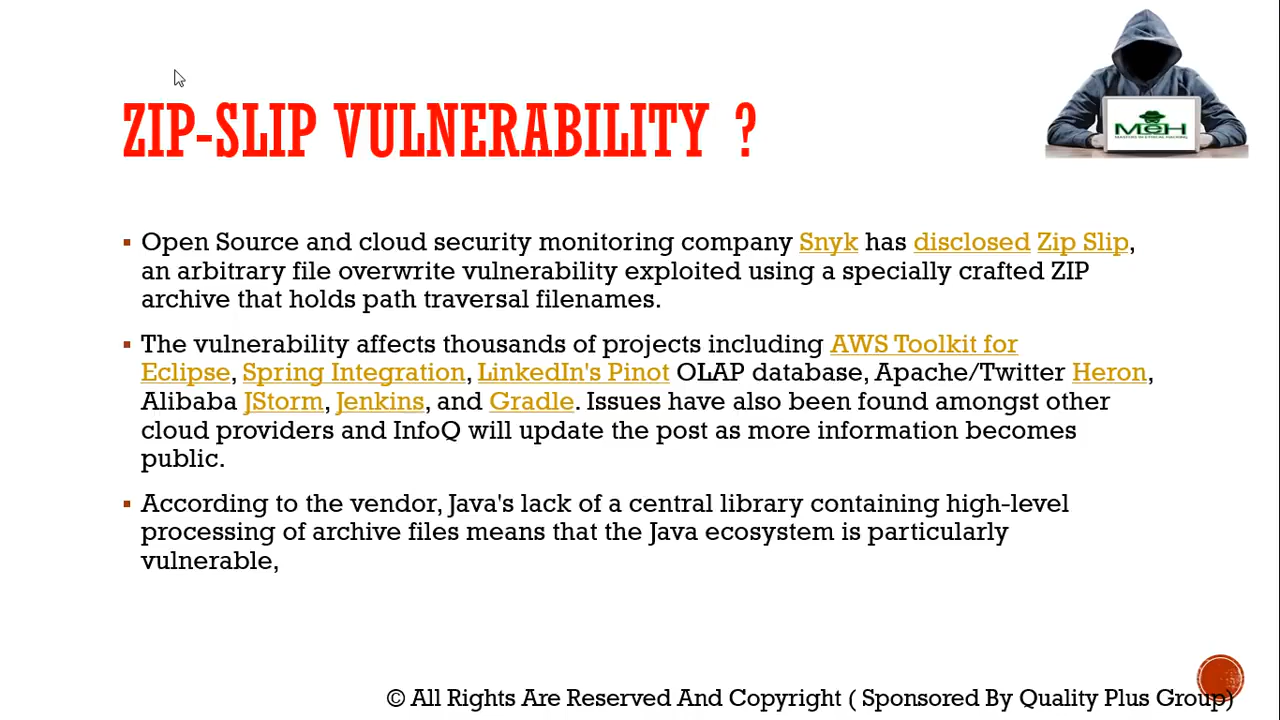 ZIP-SLIP VULNERABILITY ?
MeH
▪ Open Source and cloud security monitoring company Snyk has disclosed Zip Slip,
an arbitrary file overwrite vulnerability exploited using a specially crafted ZIP
archive that holds path traversal filenames.
▪ The vulnerability affects thousands of projects including AWS Toolkit for
Eclipse, Spring Integration, LinkedIn's Pinot OLAP database, Apache/Twitter Heron,
Alibaba JStorm, Jenkins, and Gradle. Issues have also been found amongst other
cloud providers and InfoQ will update the post as more information becomes
public.
▪ According to the vendor, Java's lack of a central library containing high-level
processing of archive files means that the Java ecosystem is particularly
vulnerable,
© All Rights Are Reserved And Copyright ( Sponsored By Quality Plus Group)